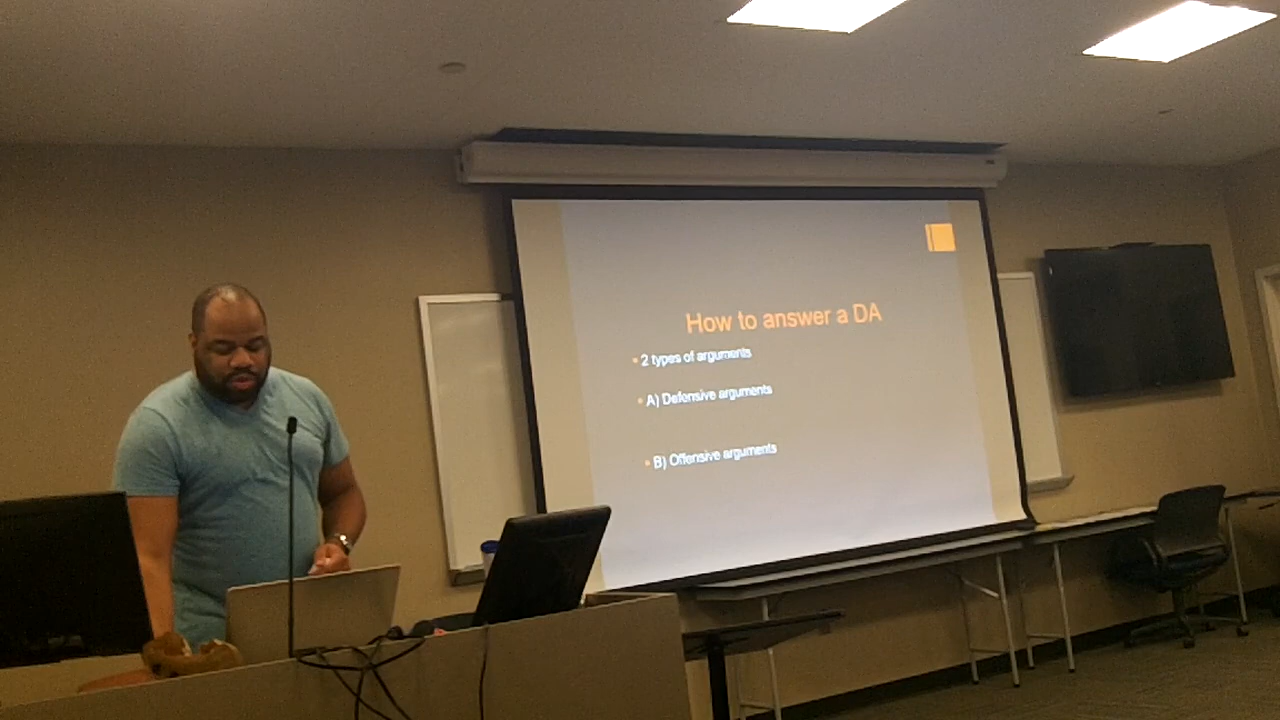 How to answer a DA
2 types of arguments
A) Defensive arguments
B) Offensive arguments